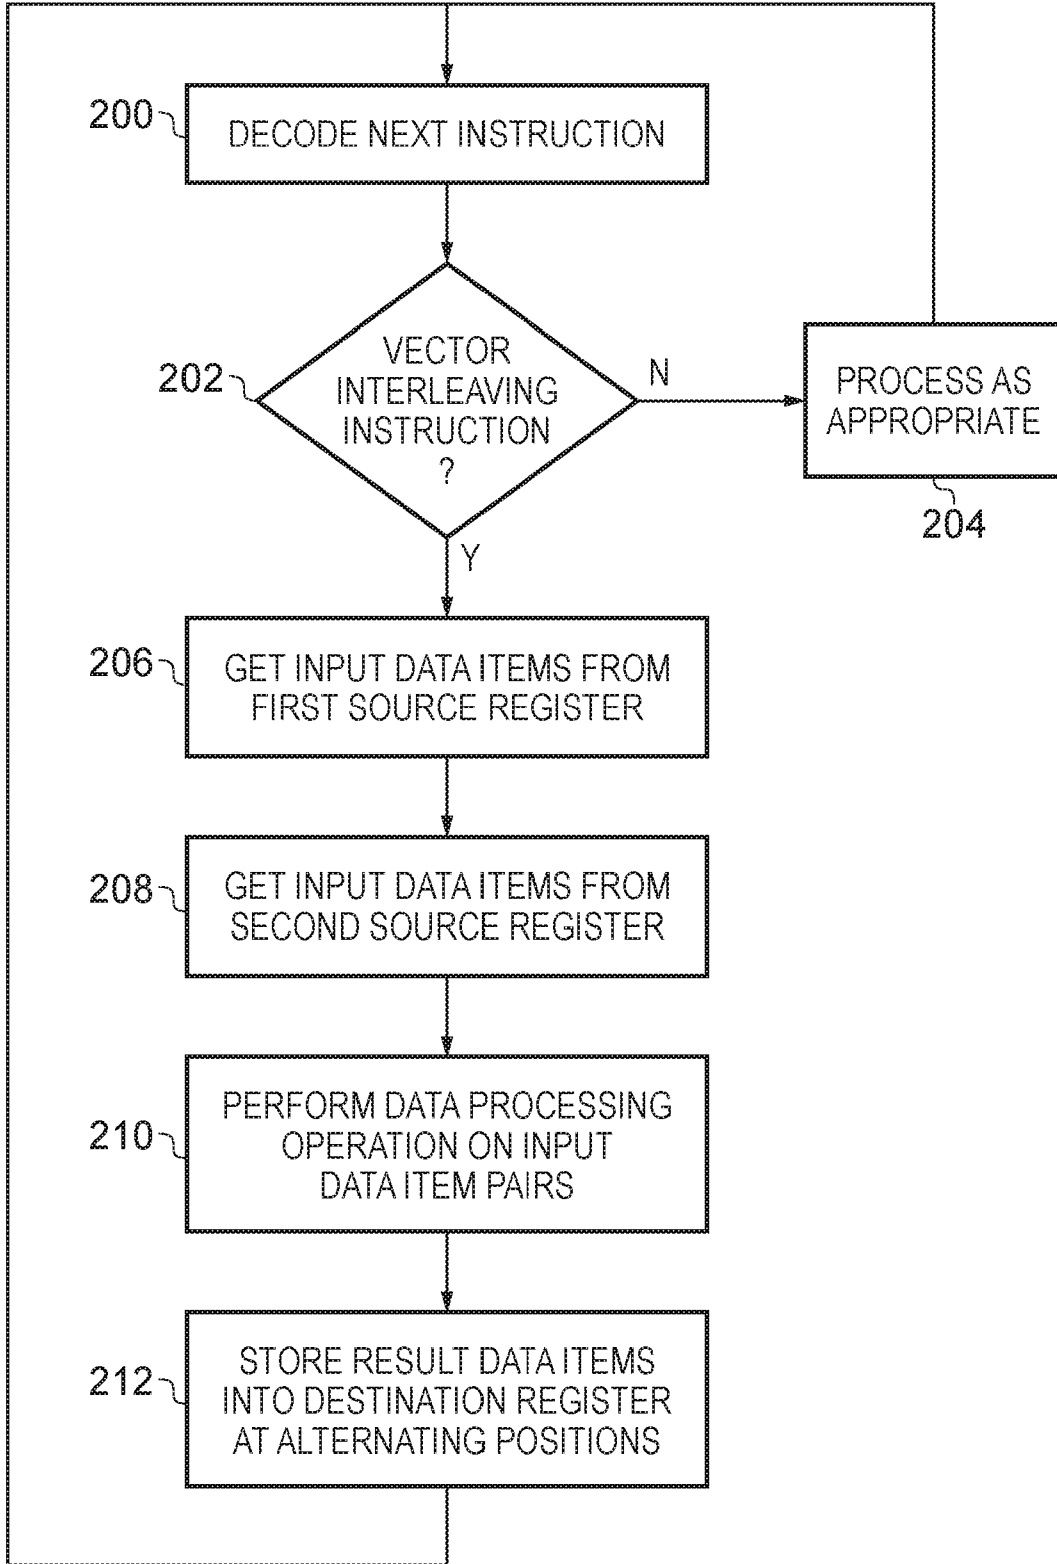 200
DECODE NEXT INSTRUCTION
202
VECTOR
INTERLEAVING
INSTRUCTION
?
N
PROCESS AS
APPROPRIATE
204
Y
206
GET INPUT DATA ITEMS FROM
FIRST SOURCE REGISTER
208
GET INPUT DATA ITEMS FROM
SECOND SOURCE REGISTER
210
PERFORM DATA PROCESSING
OPERATION ON INPUT
DATA ITEM PAIRS
212
STORE RESULT DATA ITEMS
INTO DESTINATION REGISTER
AT ALTERNATING POSITIONS